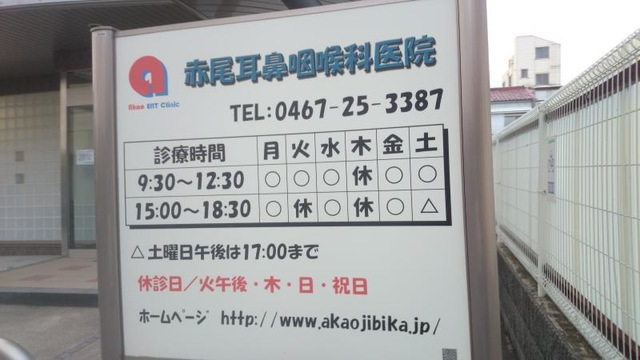 赤尾耳鼻咽喉科医院
Akao ENT Clinic
TEL:0467-25-3387
診療時間 月 火 水 木 金 土
9:30〜12:30 ○ ○ ○ 休 ○ ○
15:00〜18:30 ○ 休 ○ 休 ○ △
△土曜日午後は17:00まで
休診日/火午後・木・日・祝日
ホームページ http://www.akaojibika.jp/